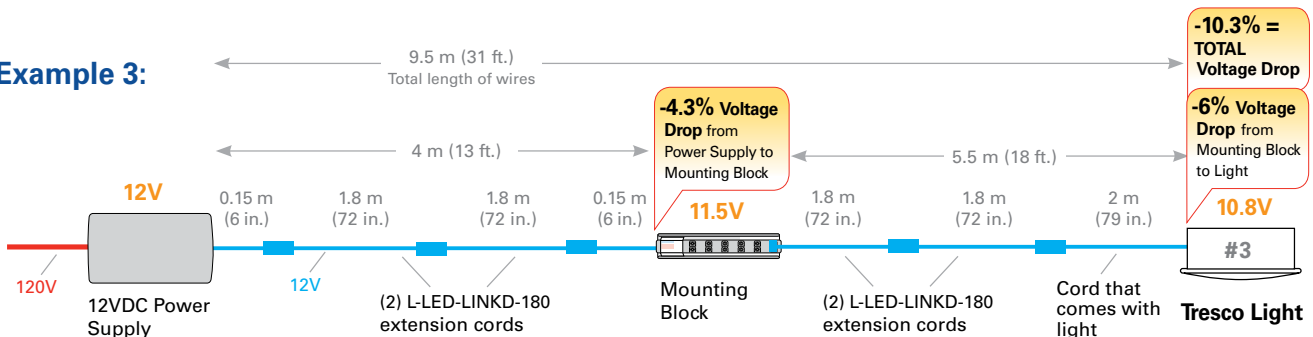 Example 3:
9.5 m (31 ft.)
Total length of wires
-10.3% =
TOTAL
Voltage Drop
-4.3% Voltage
Drop from
Power Supply to
Mounting Block
-6% Voltage
Drop from
Mounting Block
to Light
4 m (13 ft.)
5.5 m (18 ft.)
12V
0.15 m
(6 in.)
1.8 m
(72 in.)
1.8 m
(72 in.)
0.15 m
(6 in.)
11.5V
1.8 m
(72 in.)
1.8 m
(72 in.)
2 m
(79 in.)
10.8V
#3
120V
12VDC Power
Supply
12V
(2) L-LED-LINKD-180
extension cords
Mounting
Block
(2) L-LED-LINKD-180
extension cords
Cord that
comes with
light
Tresco Light